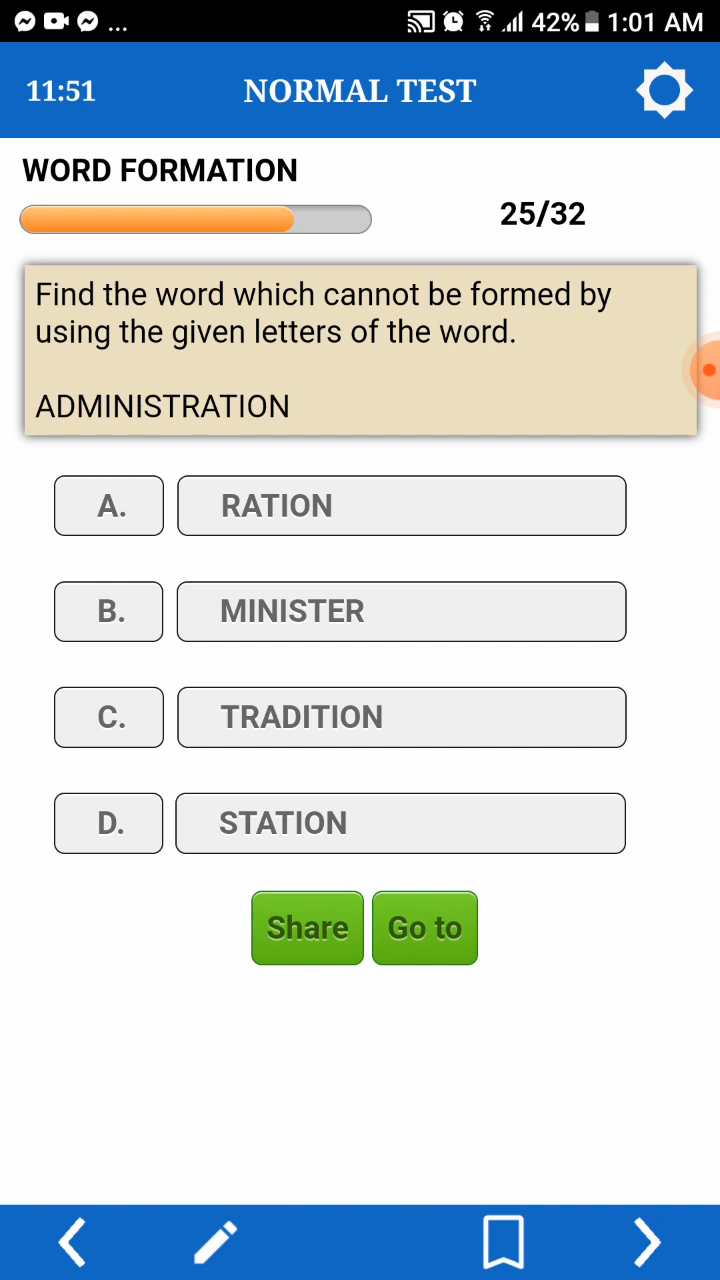 ... 42% 1:01 AM
11:51 NORMAL TEST
WORD FORMATION
25/32
Find the word which cannot be formed by
using the given letters of the word.
ADMINISTRATION
A. RATION
B. MINISTER
C. TRADITION
D. STATION
Share Go to